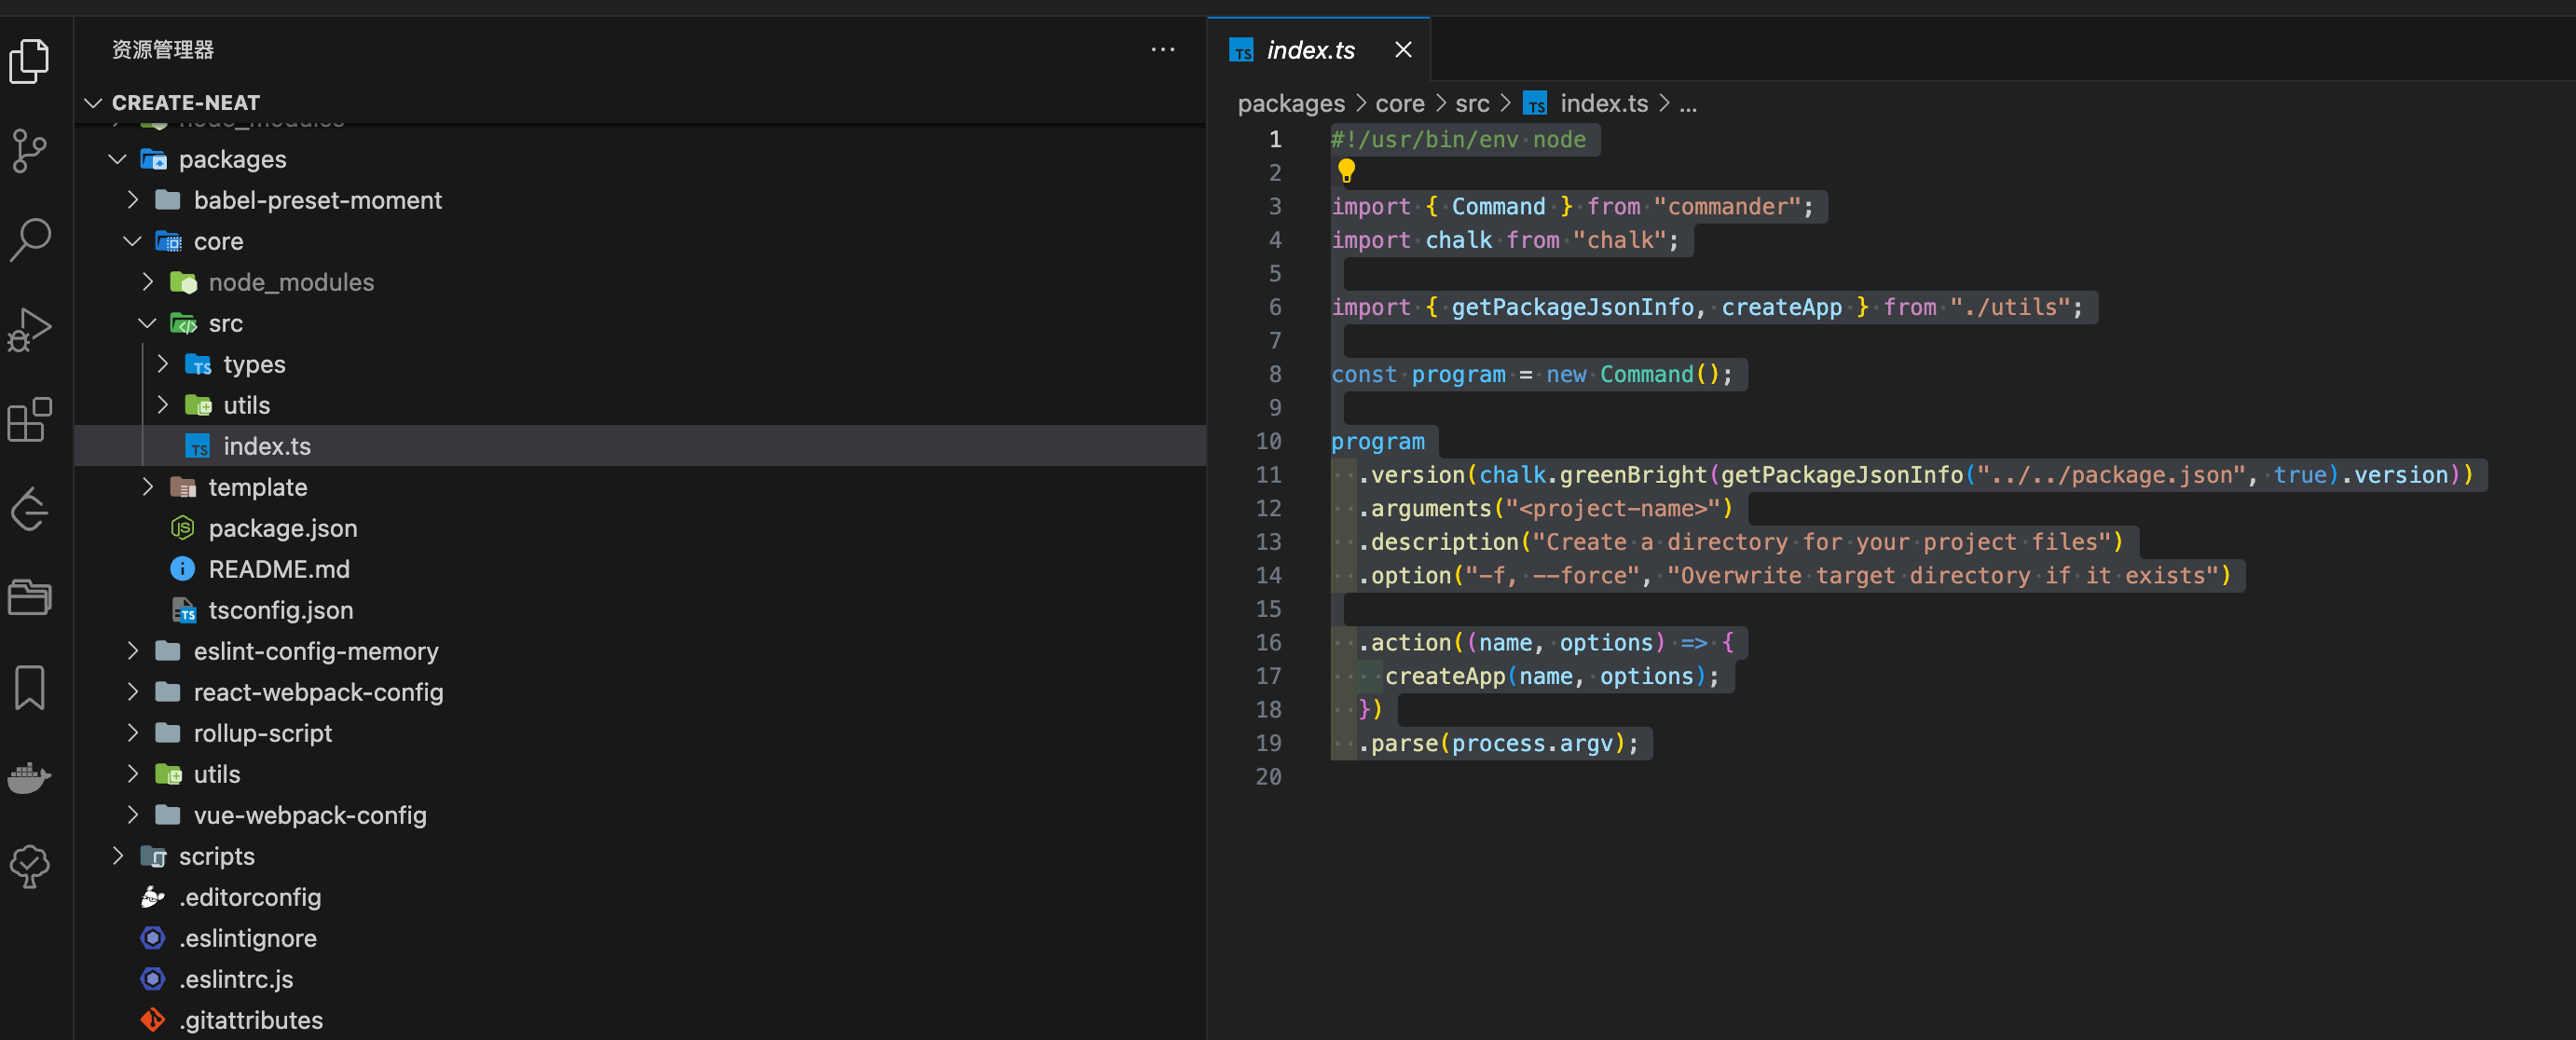 资源管理器
CREATE-NEAT
node_modules
packages
babel-preset-moment
core
node_modules
src
types
utils
index.ts
template
package.json
README.md
tsconfig.json
eslint-config-memory
react-webpack-config
rollup-script
utils
vue-webpack-config
scripts
.editorconfig
.eslintignore
.eslintrc.js
.gitattributes
TS index.ts
packages > core > src > TS index.ts > ...
1 #!/usr/bin/env node
2
3 import { Command } from "commander";
4 import chalk from "chalk";
5
6 import { getPackageJsonInfo, createApp } from "./utils";
7
8 const program = new Command();
9
10 program
11   .version(chalk.greenBright(getPackageJsonInfo("../../package.json", true).version))
12   .arguments("<project-name>")
13   .description("Create a directory for your project files")
14   .option("-f, --force", "Overwrite target directory if it exists")
15
16   .action((name, options) => {
17     createApp(name, options);
18   })
19   .parse(process.argv);
20